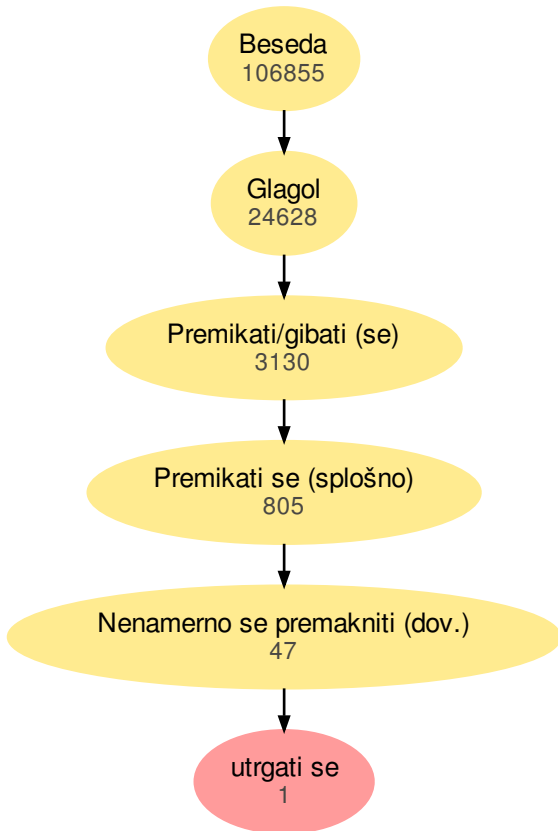 Beseda
106855
Glagol
24628
Premikati/gibati (se)
3130
Premikati se (splošno)
805
Nenamerno se premakniti (dov.)
47
utrgati se
1